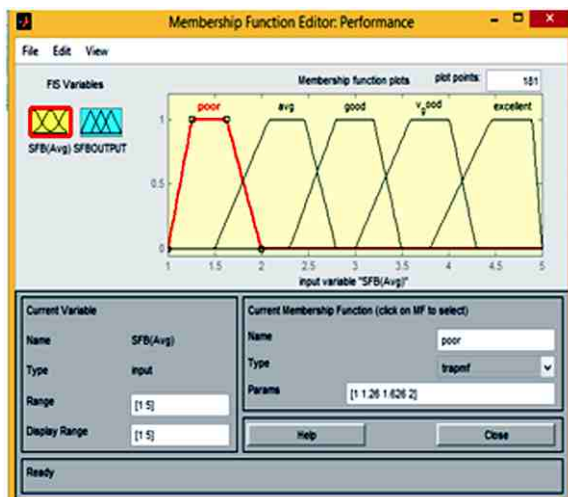 Membership Function Editor: Performance
File Edit View
FIS Variables
Membership function plots plot points: 181
poor avg good v_good excellent
SFB(Avg) SFBOUTPUT
1
0.5
0
1 1.5 2 2.5 3 3.5 4 4.5 5
input variable "SFB(Avg)"
Current Variable
Name SFB(Avg)
Type input
Range [1 5]
Display Range [1 5]
Current Membership Function (click on MF to select)
Name poor
Type trapmf
Params [1 1.26 1.626 2]
Help Close
Ready